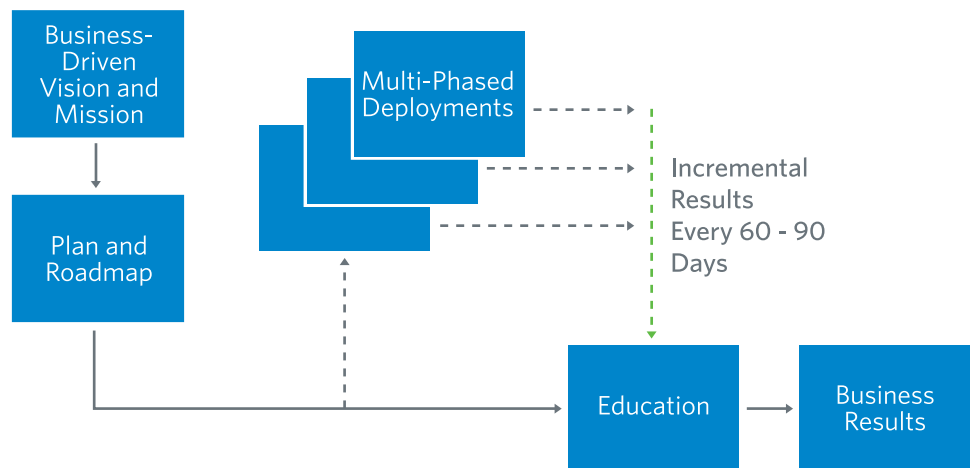 Business-
Driven
Vision and
Mission
Multi-Phased
Deployments
Incremental
Results
Every 60 - 90
Days
Plan and
Roadmap
Education
Business
Results